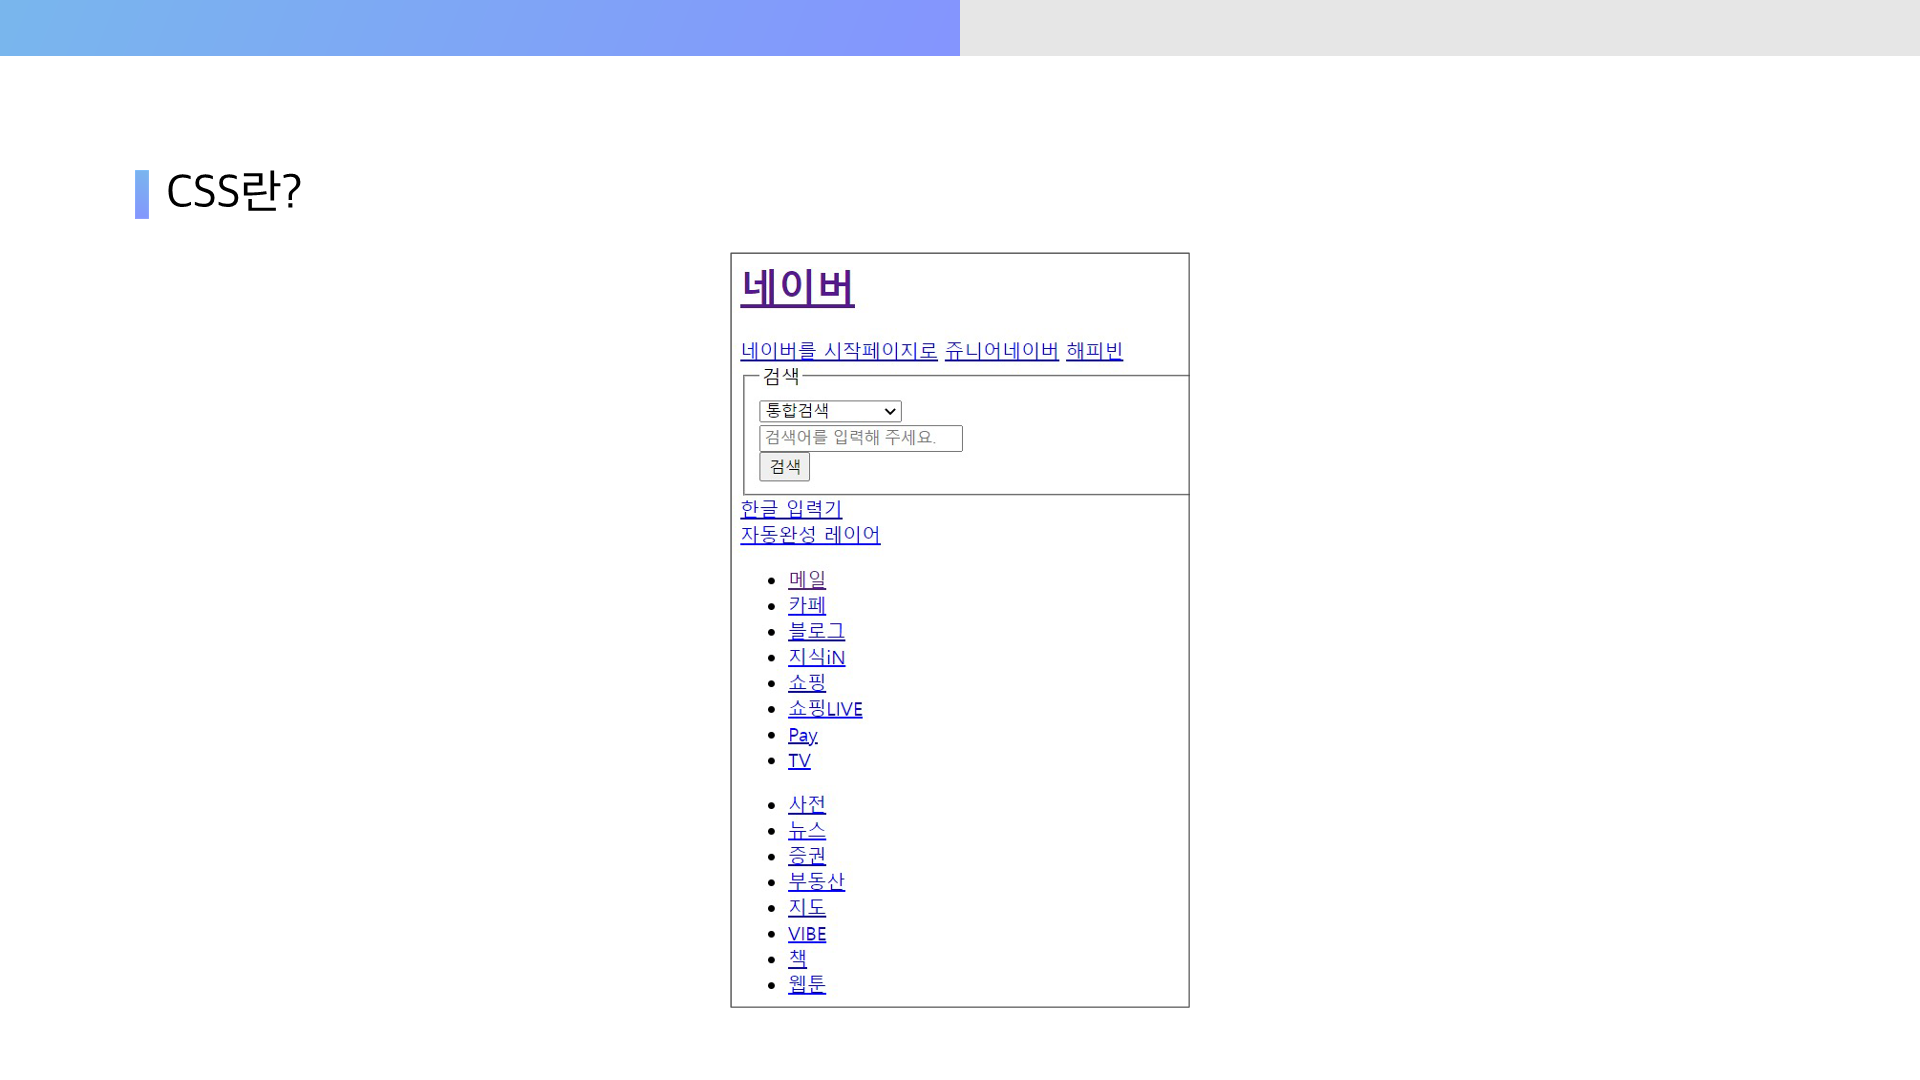 CSS란?
네이버
네이버를 시작페이지로 쥬니어네이버 해피빈
검색
통합검색
검색어를 입력해 주세요.
검색
한글 입력기
자동완성 레이어
메일
카페
블로그
지식iN
쇼핑
쇼핑LIVE
Pay
TV
사전
뉴스
증권
부동산
지도
VIBE
책
웹툰